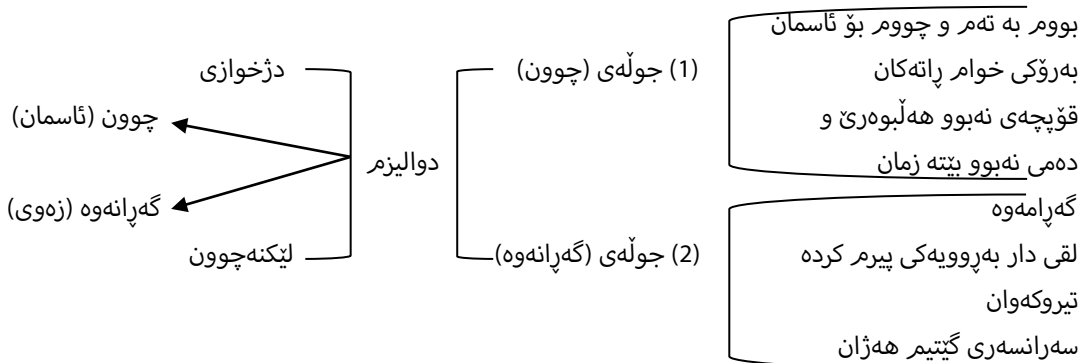 بووم بە تەم و چووم بۆ ئاسمان
بەرۆکی خوام ڕاتەکان
قۆپچەی نەبوو هەڵبوەرێ و
دەمی نەبوو بێتە زمان
گەڕامەوە
لقی دار بەڕوویەکی پیرم کردە
تیروکەوان
سەرانسەری گێتیم هەژان
(1) جوڵەی (چوون)
(2) جوڵەی (گەڕانەوە)
دوالیزم
دژخوازی
چوون (ئاسمان)
گەڕانەوە (زەوی)
لێکنەچوون